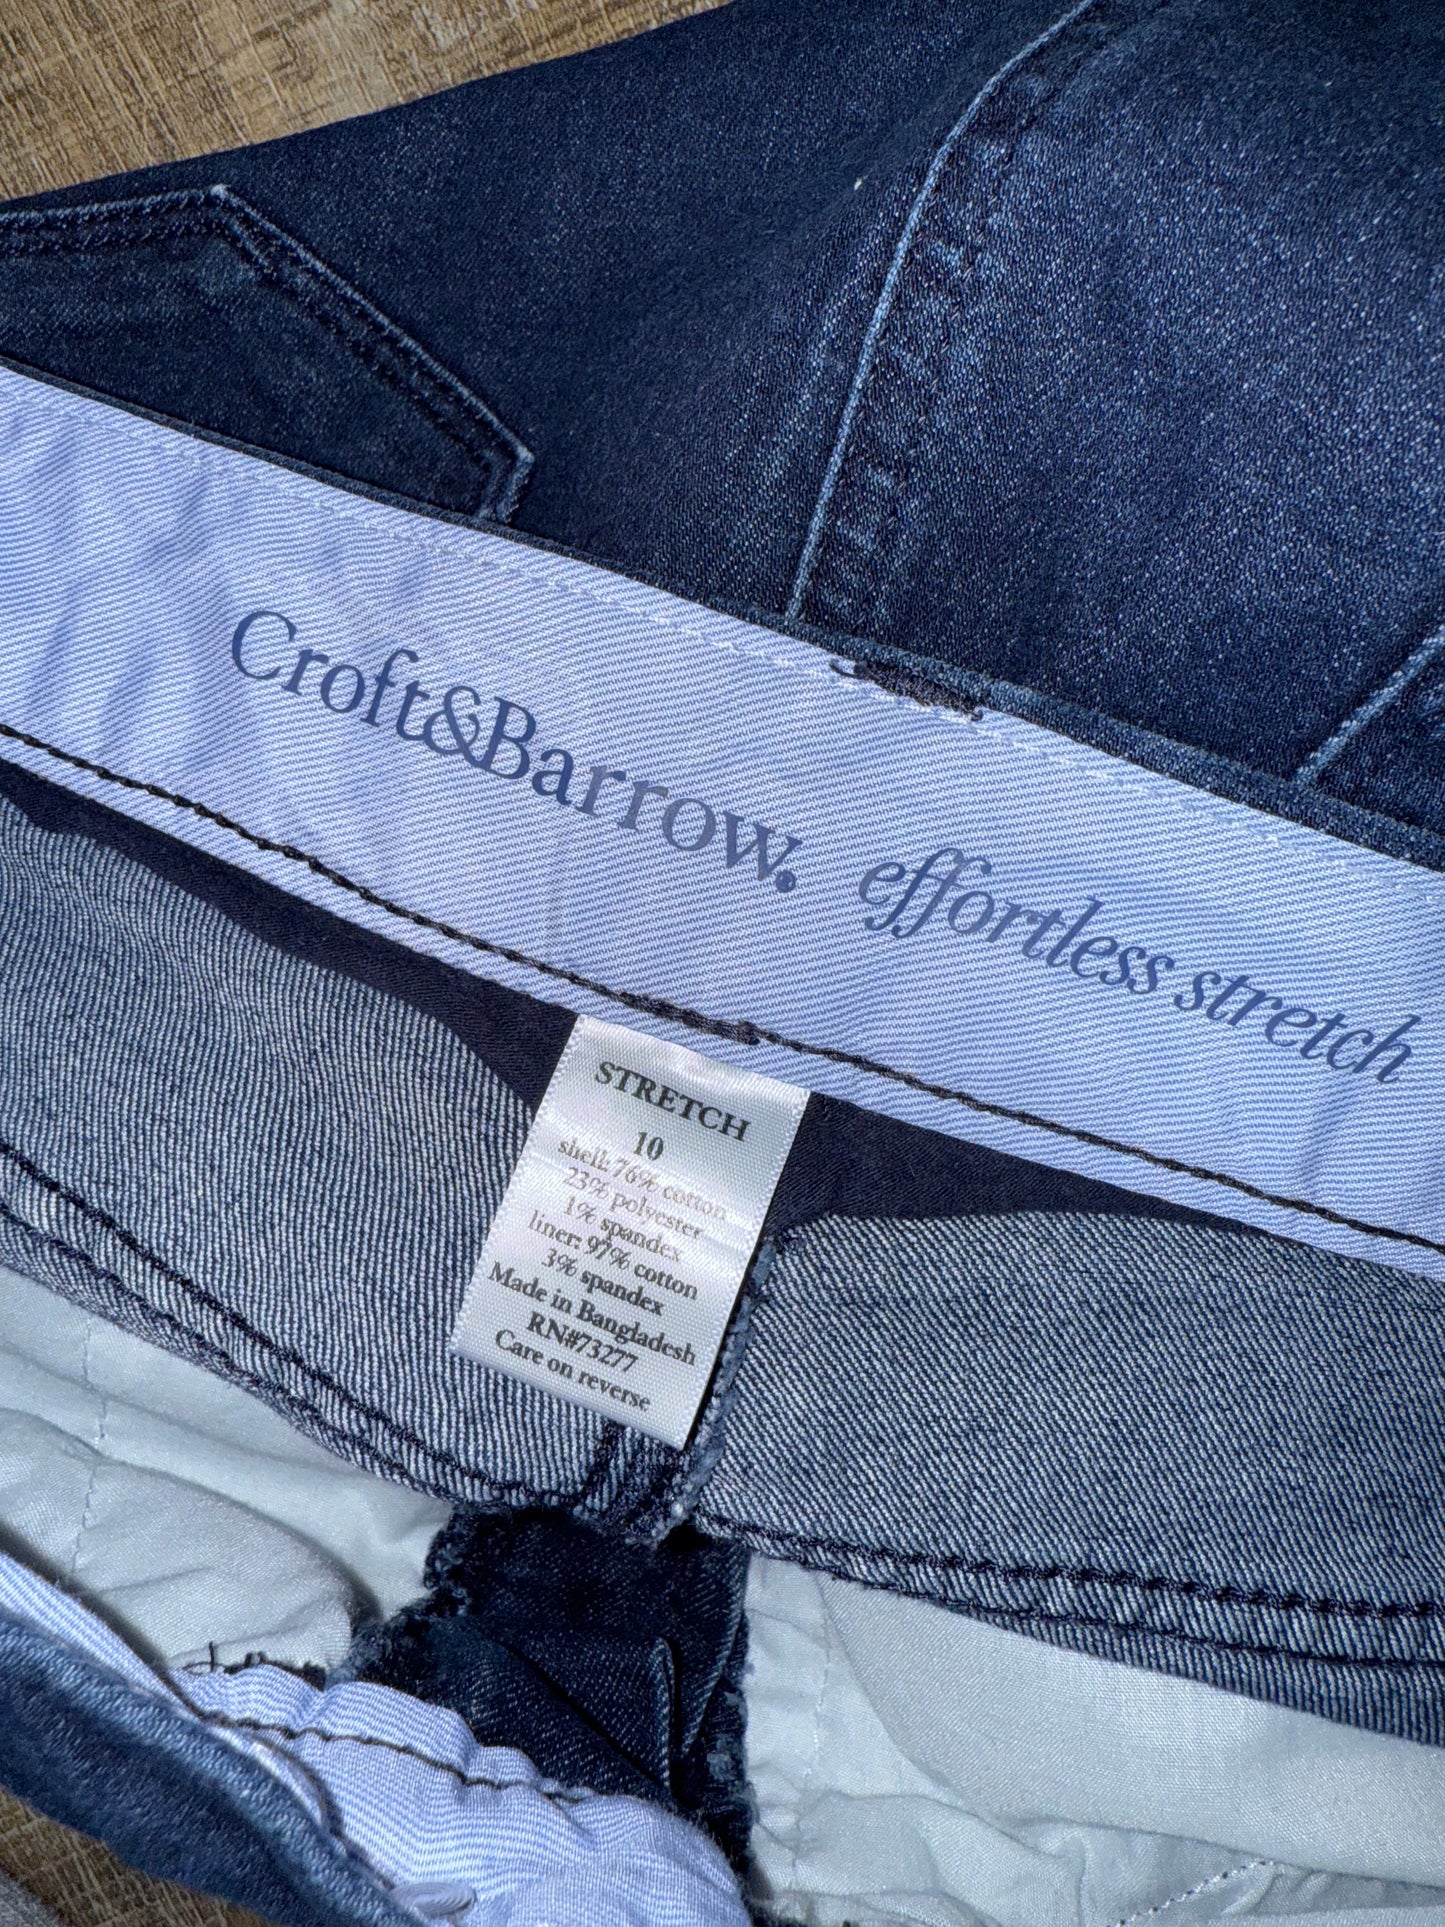 Croft&Barrow. effortless stretch
STRETCH
10
shell: 76% cotton
23% polyester
1% spandex
liner: 97% cotton
3% spandex
Made in Bangladesh
RN#73277
Care on reverse